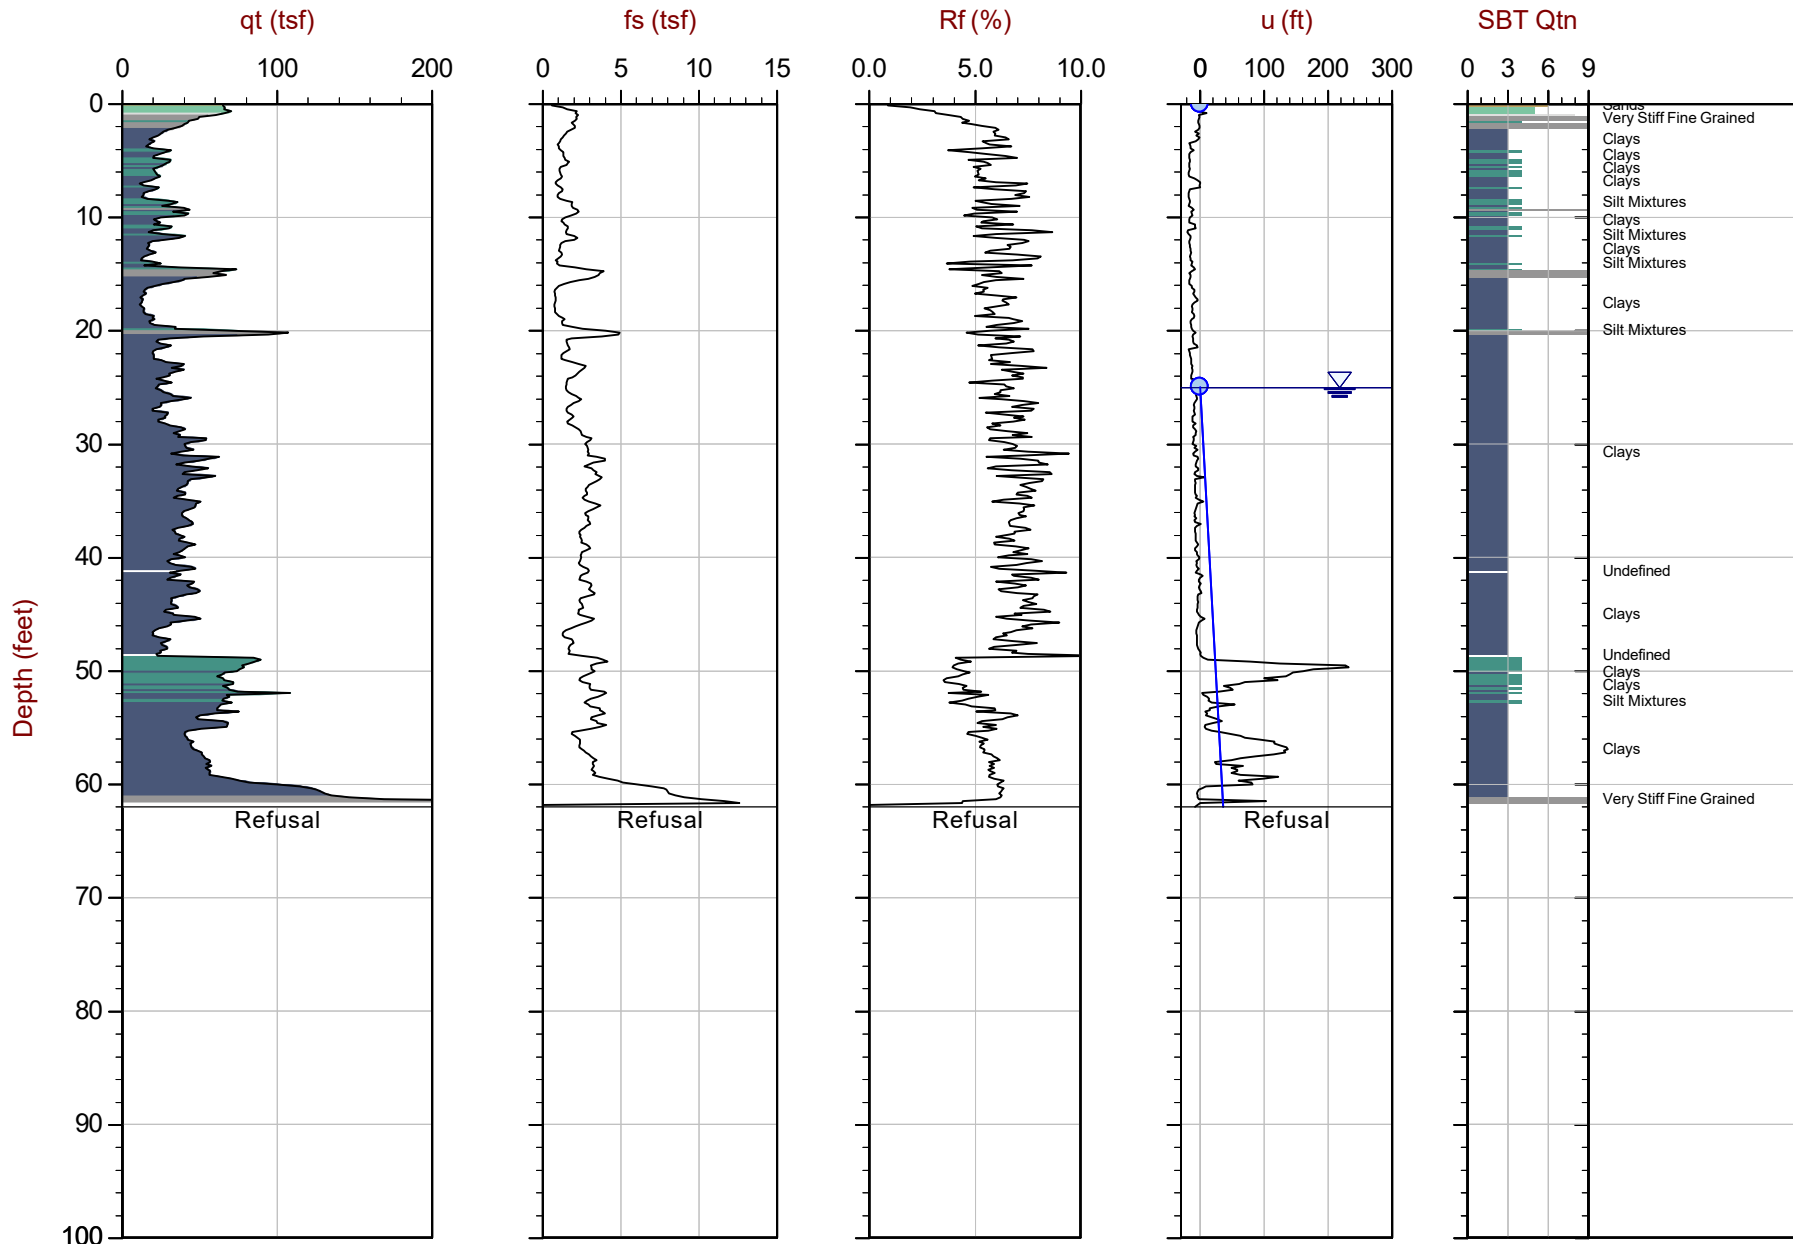 qt (tsf) fs (tsf) Rf (%) u (ft) SBT Qtn
0 100 200 0 5 10 15 0.0 5.0 10.0 0 100 200 300 0 3 6 9
0
Sands
Very Stiff Fine Grained
Clays
Clays
Clays
Clays
Silt Mixtures
10
Clays
Silt Mixtures
Clays
Silt Mixtures
Clays
20
Silt Mixtures
30
Clays
40
Undefined
Clays
Undefined
50
Clays
Clays
Silt Mixtures
Clays
60
Very Stiff Fine Grained
Refusal Refusal Refusal Refusal
Depth (feet)
70
80
90
100